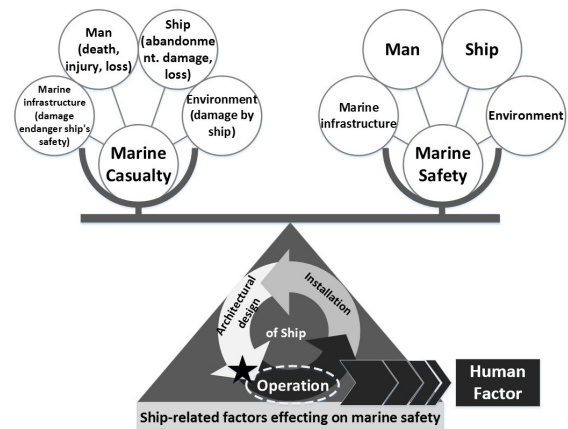 Man
(death,
injury, loss)
Ship
(abandonme
nt. damage,
loss)
Marine
infrastructure
(damage
endanger ship's
safety)
Environment
(damage by
ship)
Marine
Casualty
Man
Ship
Marine
infrastructure
Environment
Marine
Safety
Architectural
design
Installation
of Ship
Operation
Human
Factor
Ship-related factors effecting on marine safety